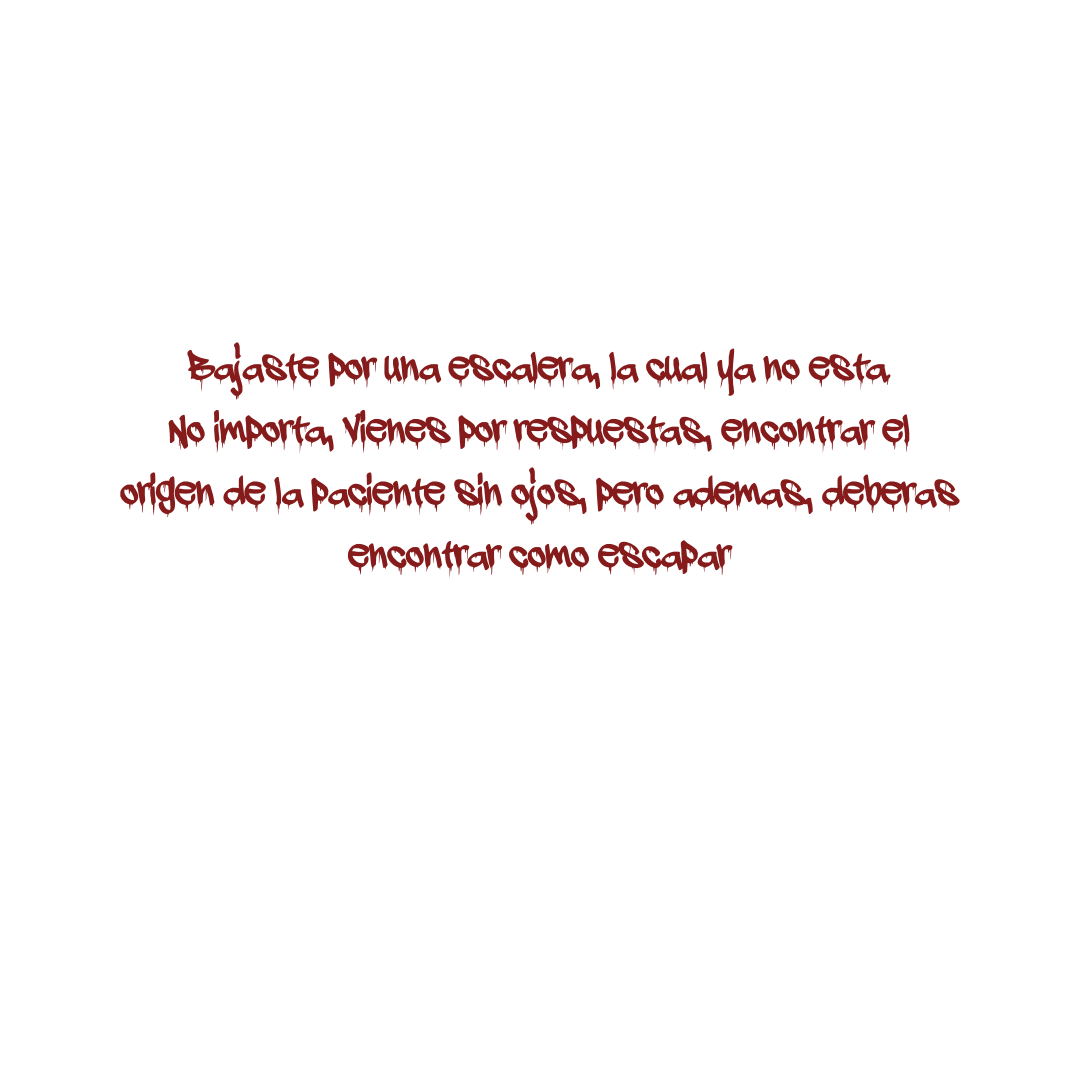 Bajaste por una escalera, la cual ya no esta.
No importa, Vienes por respuestas, encontrar el
origen de la paciente sin ojos, pero ademas, deberas
encontrar como escapar